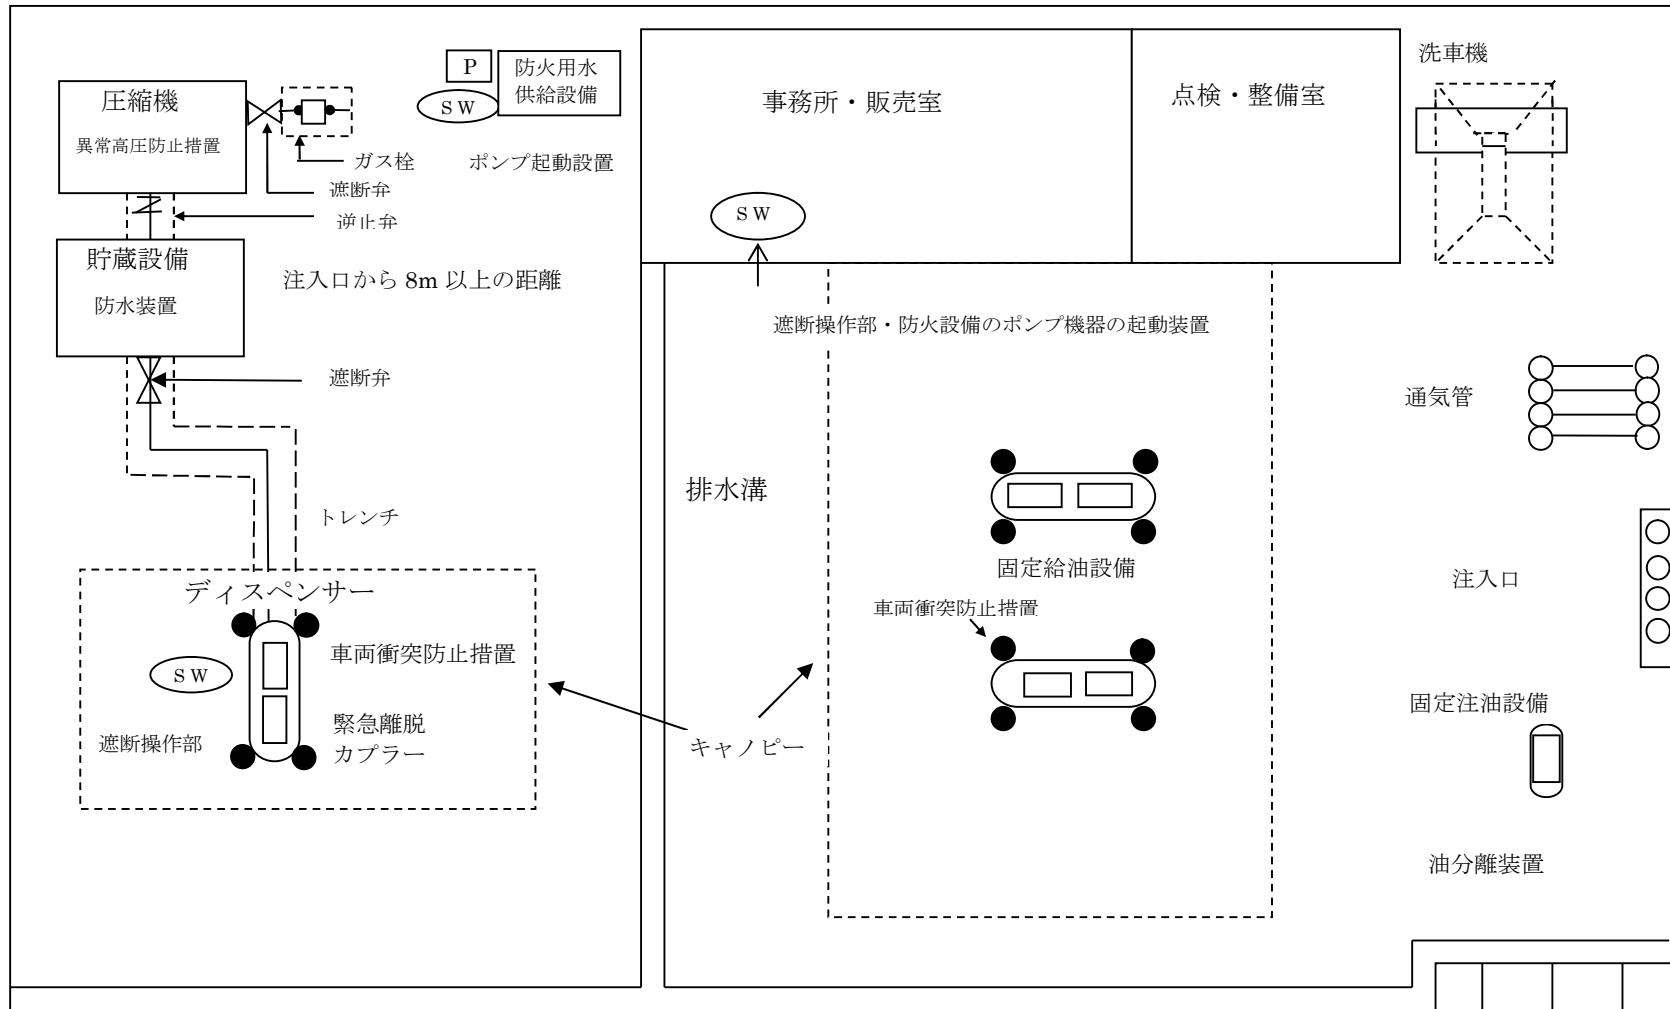 圧縮機
異常高圧防止措置
P
SW
防火用水
供給設備
ガス栓
ポンプ起動設置
遮断弁
逆止弁
貯蔵設備
防水装置
注入口から 8m 以上の距離
遮断弁
トレンチ
ディスペンサー
車両衝突防止措置
SW
緊急離脱
カプラー
遮断操作部
キャノピー
事務所・販売室
点検・整備室
SW
遮断操作部・防火設備のポンプ機器の起動装置
排水溝
固定給油設備
車両衝突防止措置
洗車機
通気管
注入口
固定注油設備
油分離装置